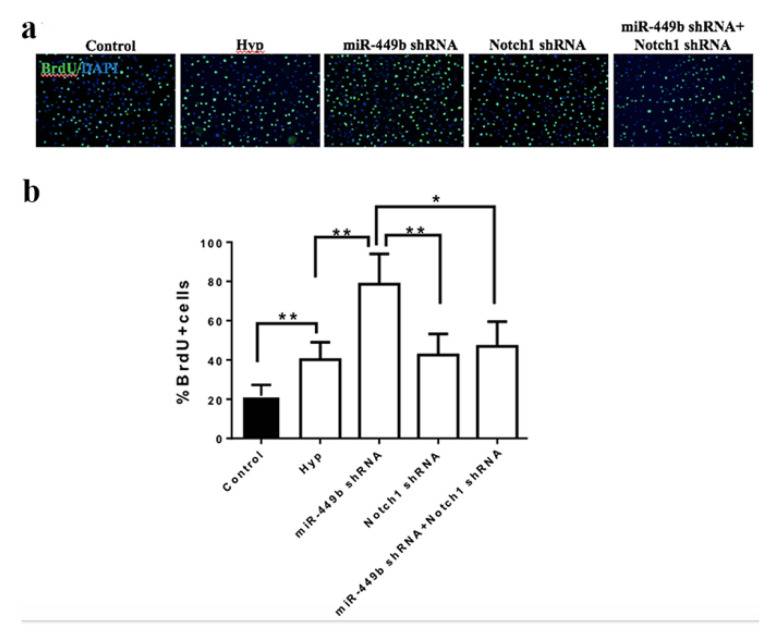 a
Control
Hyp
miR-449b shRNA
Notch1 shRNA
miR-449b shRNA+
Notch1 shRNA
BrdU/DAPI
b
%BrdU+cells
100
80
60
40
20
0
**
**
**
*
Control
Hyp
miR-449b shRNA
Notch1 shRNA
miR-449b shRNA+Notch1 shRNA